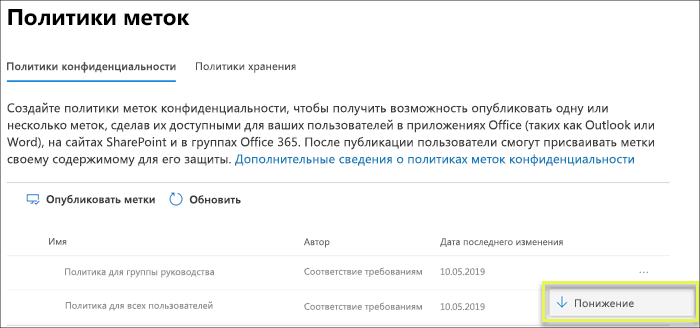 Политики меток
Политики конфиденциальности Политики хранения
Создайте политики меток конфиденциальности, чтобы получить возможность опубликовать одну или
несколько меток, сделав их доступными для ваших пользователей в приложениях Office (таких как Outlook или
Word), на сайтах SharePoint и в группах Office 365. После публикации пользователи смогут присваивать метки
своему содержимому для его защиты. Дополнительные сведения о политиках меток конфиденциальности
Опубликовать метки Обновить
Имя Автор Дата последнего изменения
Политика для группы руководства Соответствие требованиям 10.05.2019 ...
Политика для всех пользователей Соответствие требованиям 10.05.2019 Понижение